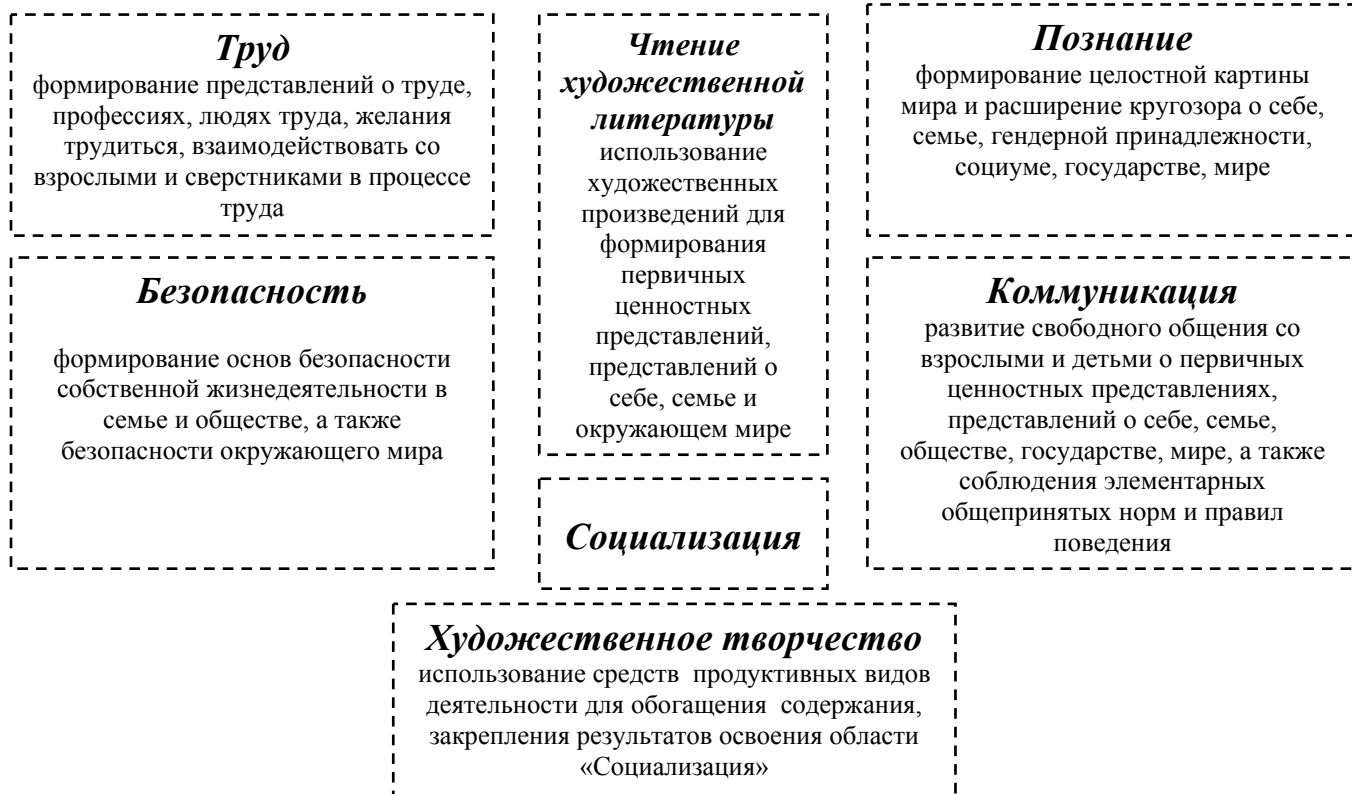 Труд
формирование представлений о труде,
профессиях, людях труда, желания
трудиться, взаимодействовать со
взрослыми и сверстниками в процессе
труда
Чтение
художественной
литературы
использование
художественных
произведений для
формирования
первичных
ценностных
представлений,
представлений о
себе, семье и
окружающем мире
Познание
формирование целостной картины
мира и расширение кругозора о себе,
семье, гендерной принадлежности,
социуме, государстве, мире
Безопасность
формирование основ безопасности
собственной жизнедеятельности в
семье и обществе, а также
безопасности окружающего мира
Коммуникация
развитие свободного общения со
взрослыми и детьми о первичных
ценностных представлениях,
представлений о себе, семье,
обществе, государстве, мире, а также
соблюдения элементарных
общепринятых норм и правил
поведения
Социализация
Художественное творчество
использование средств продуктивных видов
деятельности для обогащения содержания,
закрепления результатов освоения области
«Социализация»